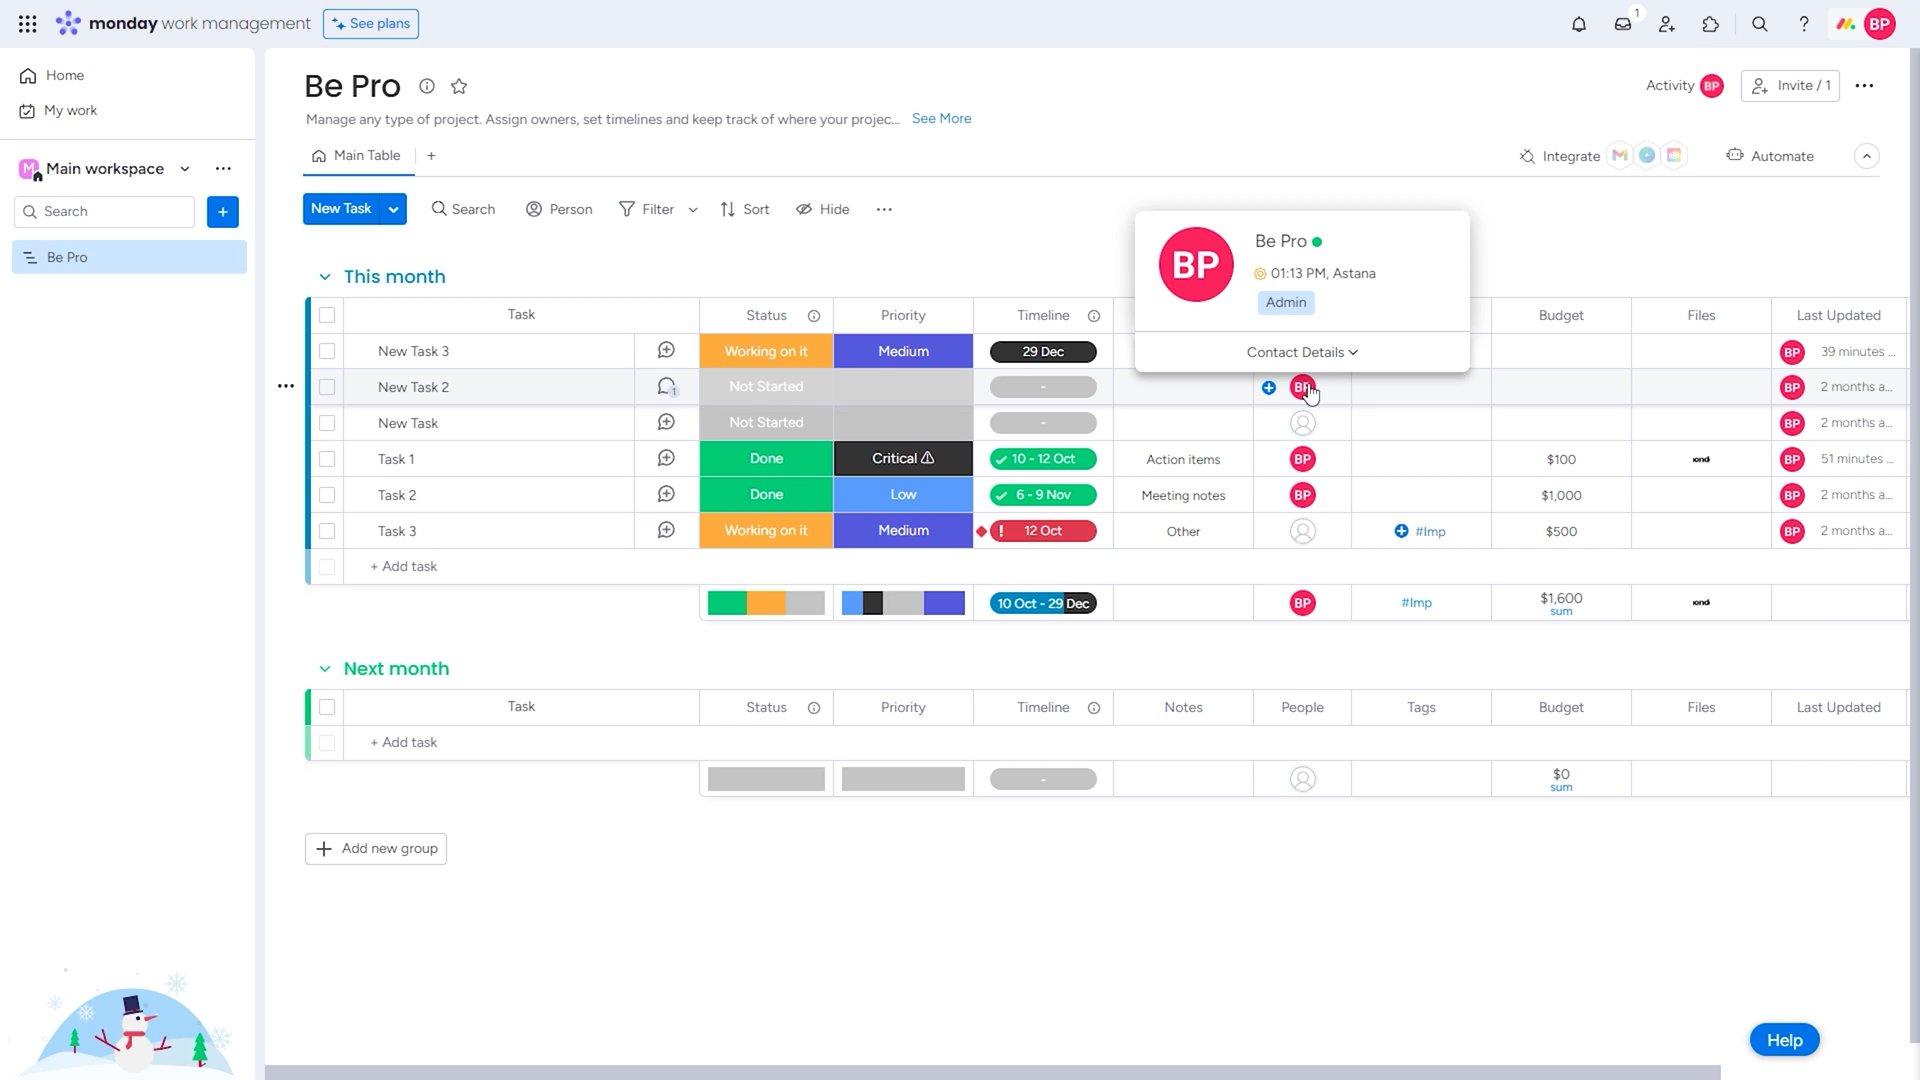 monday work management See plans 1 BP
Home
My work
M Main workspace
Search
Be Pro
Be Pro
Activity BP Invite / 1
Manage any type of project. Assign owners, set timelines and keep track of where your projec... See More
Main Table + Integrate Automate
New Task Search Person Filter Sort Hide
BP Be Pro
01:13 PM, Astana
Admin
Contact Details
This month
Task Status Priority Timeline Budget Files Last Updated
New Task 3 Working on it Medium 29 Dec BP 39 minutes ...
New Task 2 1 Not Started - BP BP 2 months a...
New Task Not Started - BP 2 months a...
Task 1 Done Critical 10 - 12 Oct Action items BP $100 BP 51 minutes ...
Task 2 Done Low 6 - 9 Nov Meeting notes BP $1,000 BP 2 months a...
Task 3 Working on it Medium ! 12 Oct Other #Imp $500 BP 2 months a...
+ Add task
10 Oct - 29 Dec BP #Imp $1,600
sum
Next month
Task Status Priority Timeline Notes People Tags Budget Files Last Updated
+ Add task
- $0
sum
+ Add new group
Help